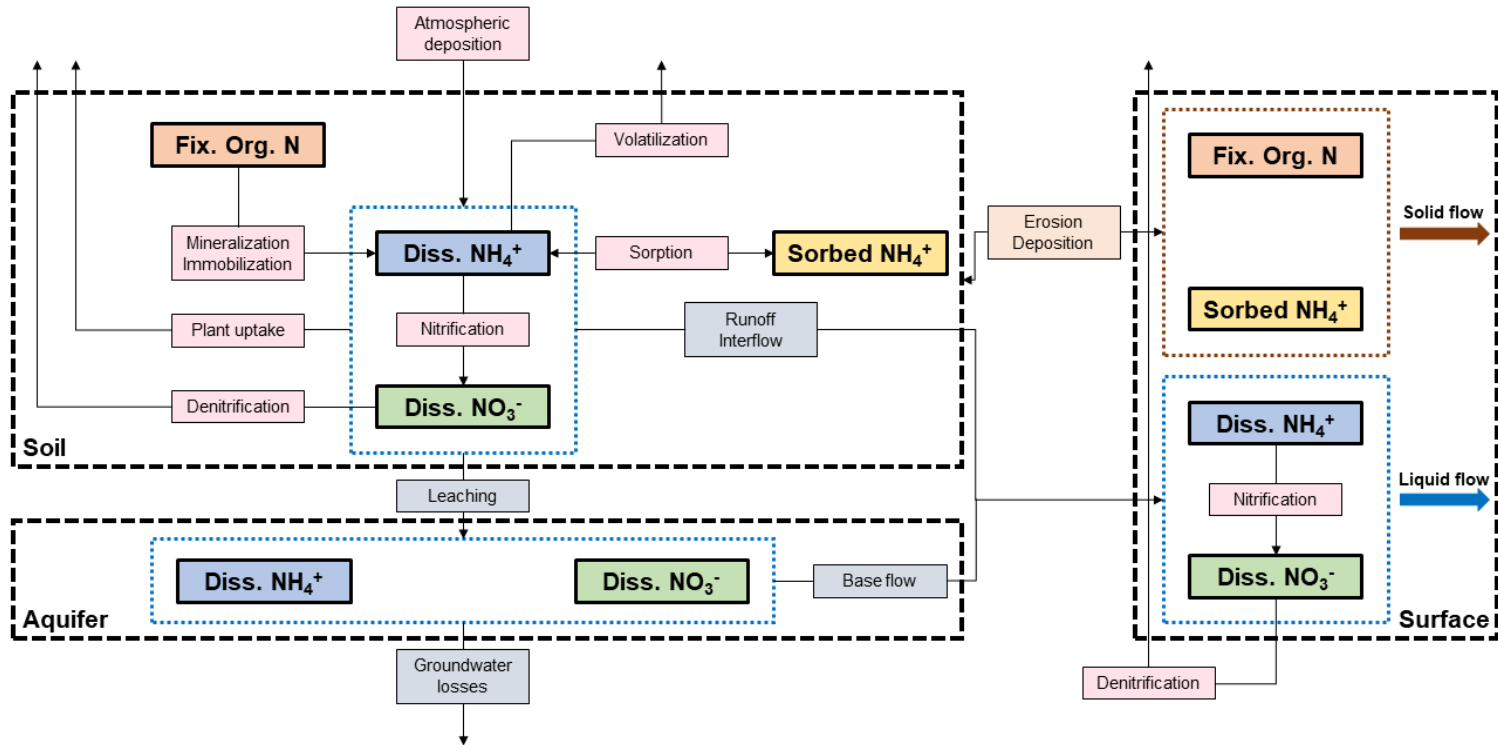 Atmospheric
deposition
Fix. Org. N
Volatilization
Mineralization
Immobilization
Diss. NH₄⁺
Sorption
Sorbed NH₄⁺
Plant uptake
Nitrification
Runoff
Interflow
Denitrification
Diss. NO₃⁻
Soil
Leaching
Diss. NH₄⁺
Diss. NO₃⁻
Base flow
Aquifer
Groundwater
losses
Erosion
Deposition
Fix. Org. N
Solid flow
Sorbed NH₄⁺
Diss. NH₄⁺
Liquid flow
Nitrification
Diss. NO₃⁻
Surface
Denitrification